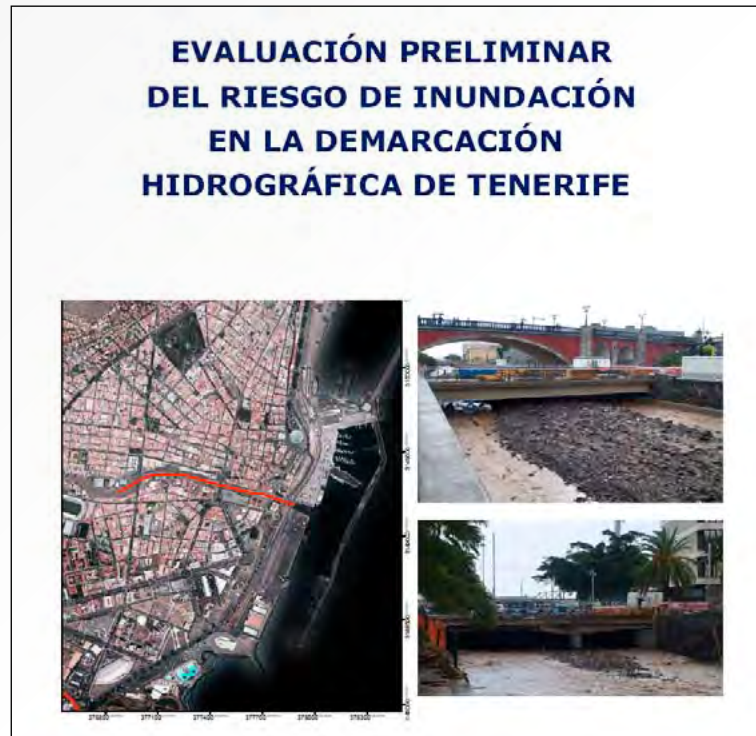 EVALUACIÓN PRELIMINAR
DEL RIESGO DE INUNDACIÓN
EN LA DEMARCACIÓN
HIDROGRÁFICA DE TENERIFE